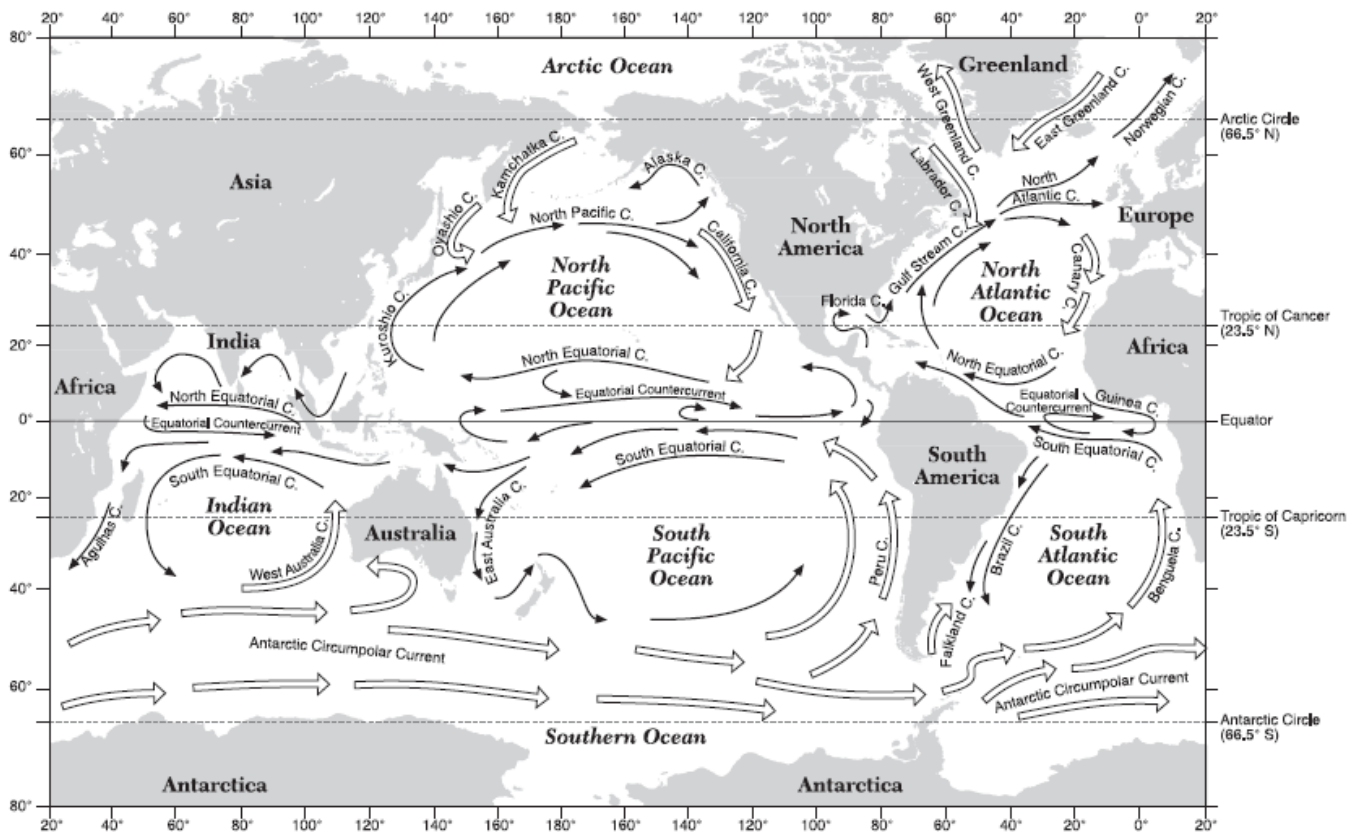 20° 40° 60° 80° 100° 120° 140° 160° 180° 160° 140° 120° 100° 80° 60° 40° 20° 0° 20°
80°
Arctic Ocean
Greenland
West Greenland C.
East Greenland C.
Norwegian C.
Arctic Circle
(66.5° N)
60°
Kamchatka C.
Alaska C.
Labrador C.
Asia
Oyashio C.
North Pacific C.
North
Atlantic C.
North
America
Europe
40°
California C.
Gulf Stream C.
Canary C.
North
Pacific
Ocean
North
Atlantic
Ocean
Kuroshio C.
Florida C.
Tropic of Cancer
(23.5° N)
20°
India
Africa
North Equatorial C.
North Equatorial C.
Africa
North Equatorial C.
Equatorial Countercurrent
Equatorial
Countercurrent
Guinea C.
0°
Equatorial Countercurrent
Equator
South Equatorial C.
South Equatorial C.
South Equatorial C.
South
America
20°
Indian
Ocean
Australia
East Australia C.
South
Pacific
Ocean
South
Atlantic
Ocean
Tropic of Capricorn
(23.5° S)
Agulhas C.
West Australia C.
Peru C.
Brazil C.
Benguela C.
40°
Falkland C.
Antarctic Circumpolar Current
60°
Antarctic Circumpolar Current
Southern Ocean
Antarctic Circle
(66.5° S)
Antarctica
Antarctica
80°
20° 40° 60° 80° 100° 120° 140° 160° 180° 160° 140° 120° 100° 80° 60° 40° 20° 0° 20°